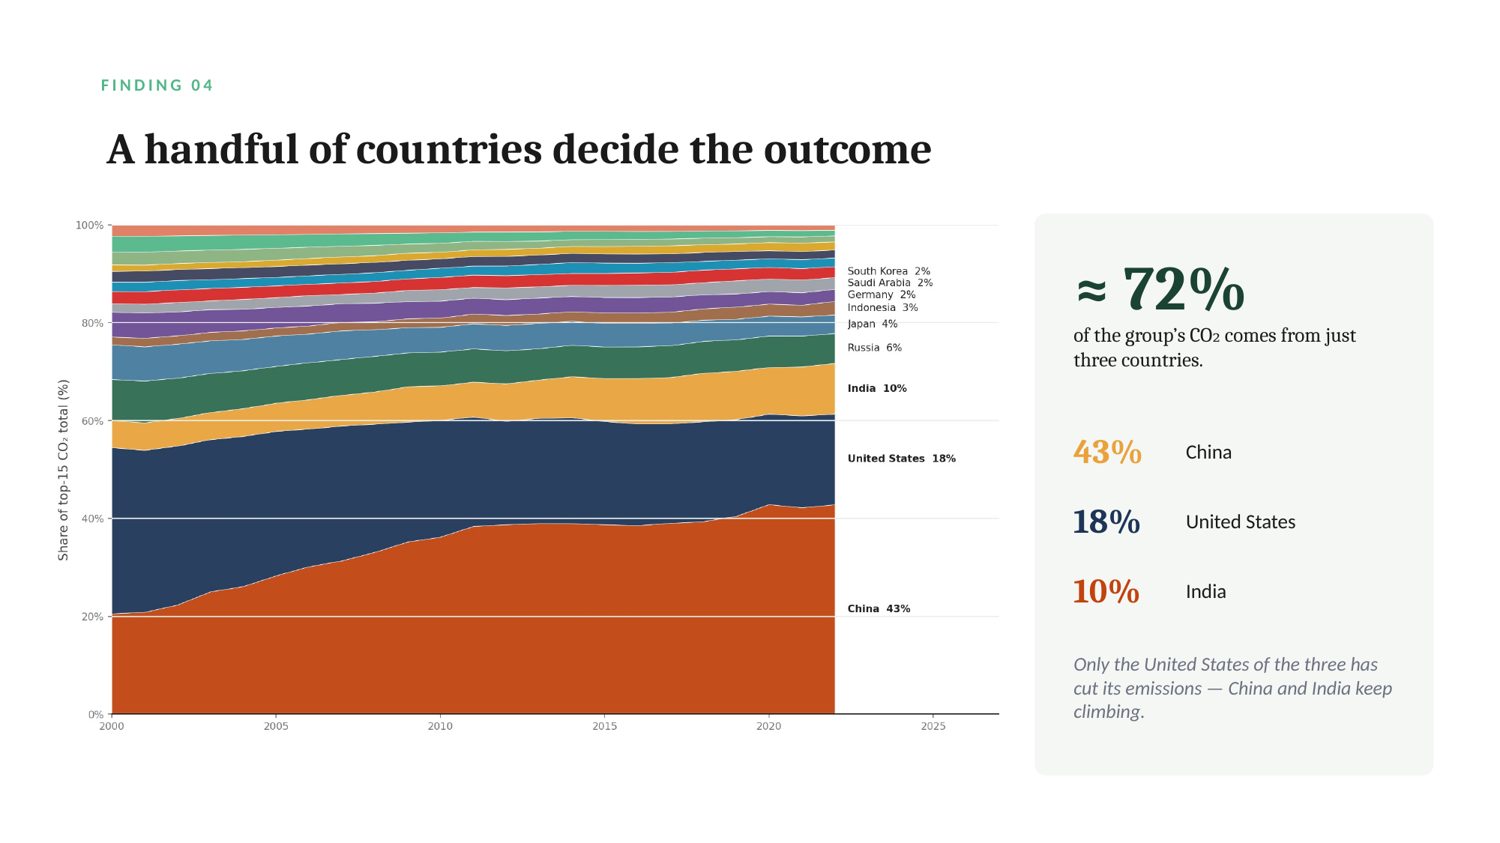 FINDING 04
A handful of countries decide the outcome
Share of top-15 CO₂ total (%)
100%
80%
60%
40%
20%
0%
2000
2005
2010
2015
2020
2025
South Korea 2%
Saudi Arabia 2%
Germany 2%
Indonesia 3%
Japan 4%
Russia 6%
India 10%
United States 18%
China 43%
≈ 72%
of the group’s CO₂ comes from just
three countries.
43% China
18% United States
10% India
Only the United States of the three has
cut its emissions — China and India keep
climbing.